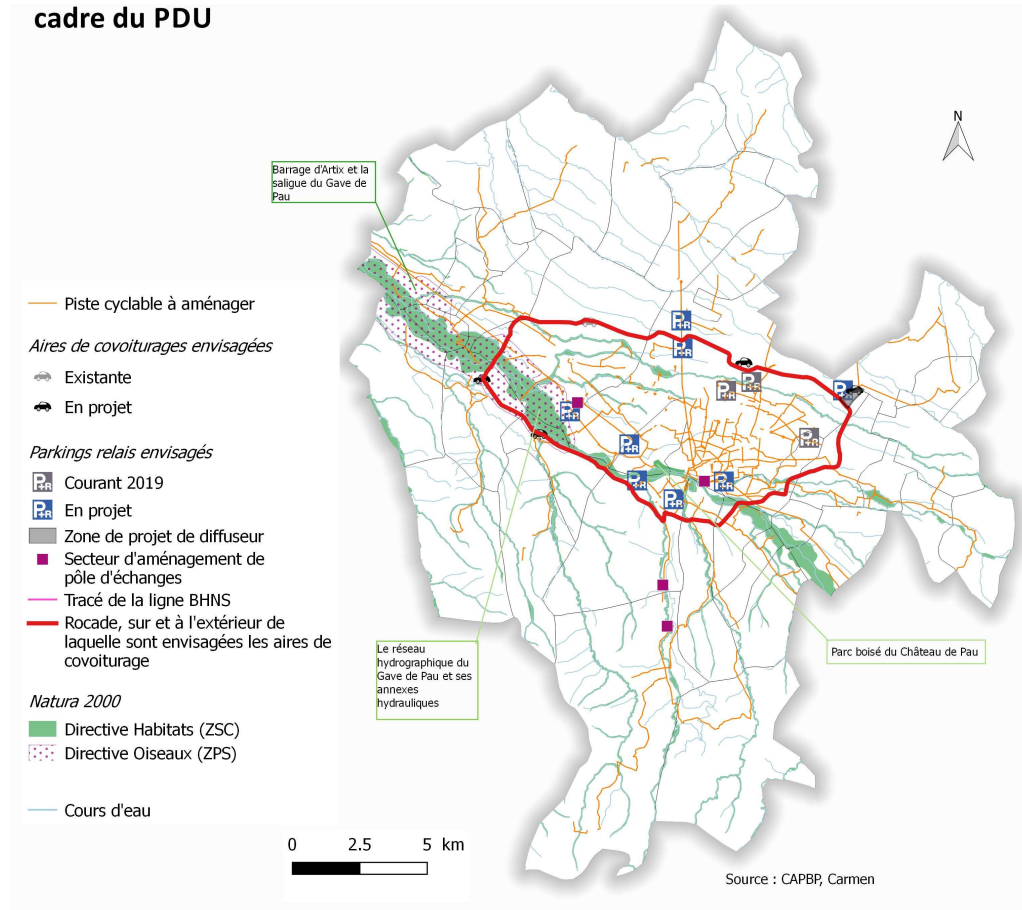 cadre du PDU
N
Barrage d'Artix et la
saligue du Gave de
Pau
Piste cyclable à aménager
Aires de covoiturages envisagées
Existante
En projet
Parkings relais envisagés
P+R Courant 2019
P+R En projet
Zone de projet de diffuseur
Secteur d'aménagement de
pôle d'échanges
Tracé de la ligne BHNS
Rocade, sur et à l'extérieur de
laquelle sont envisagées les aires de
covoiturage
Natura 2000
Directive Habitats (ZSC)
Directive Oiseaux (ZPS)
Cours d'eau
P+R
P+R
P+R
P+R
P+R
P+R
P+R
P+R
P+R
P+R
P+R
Le réseau
hydrographique du
Gave de Pau et ses
annexes
hydrauliques
Parc boisé du Château de Pau
0 2.5 5 km
Source : CAPBP, Carmen